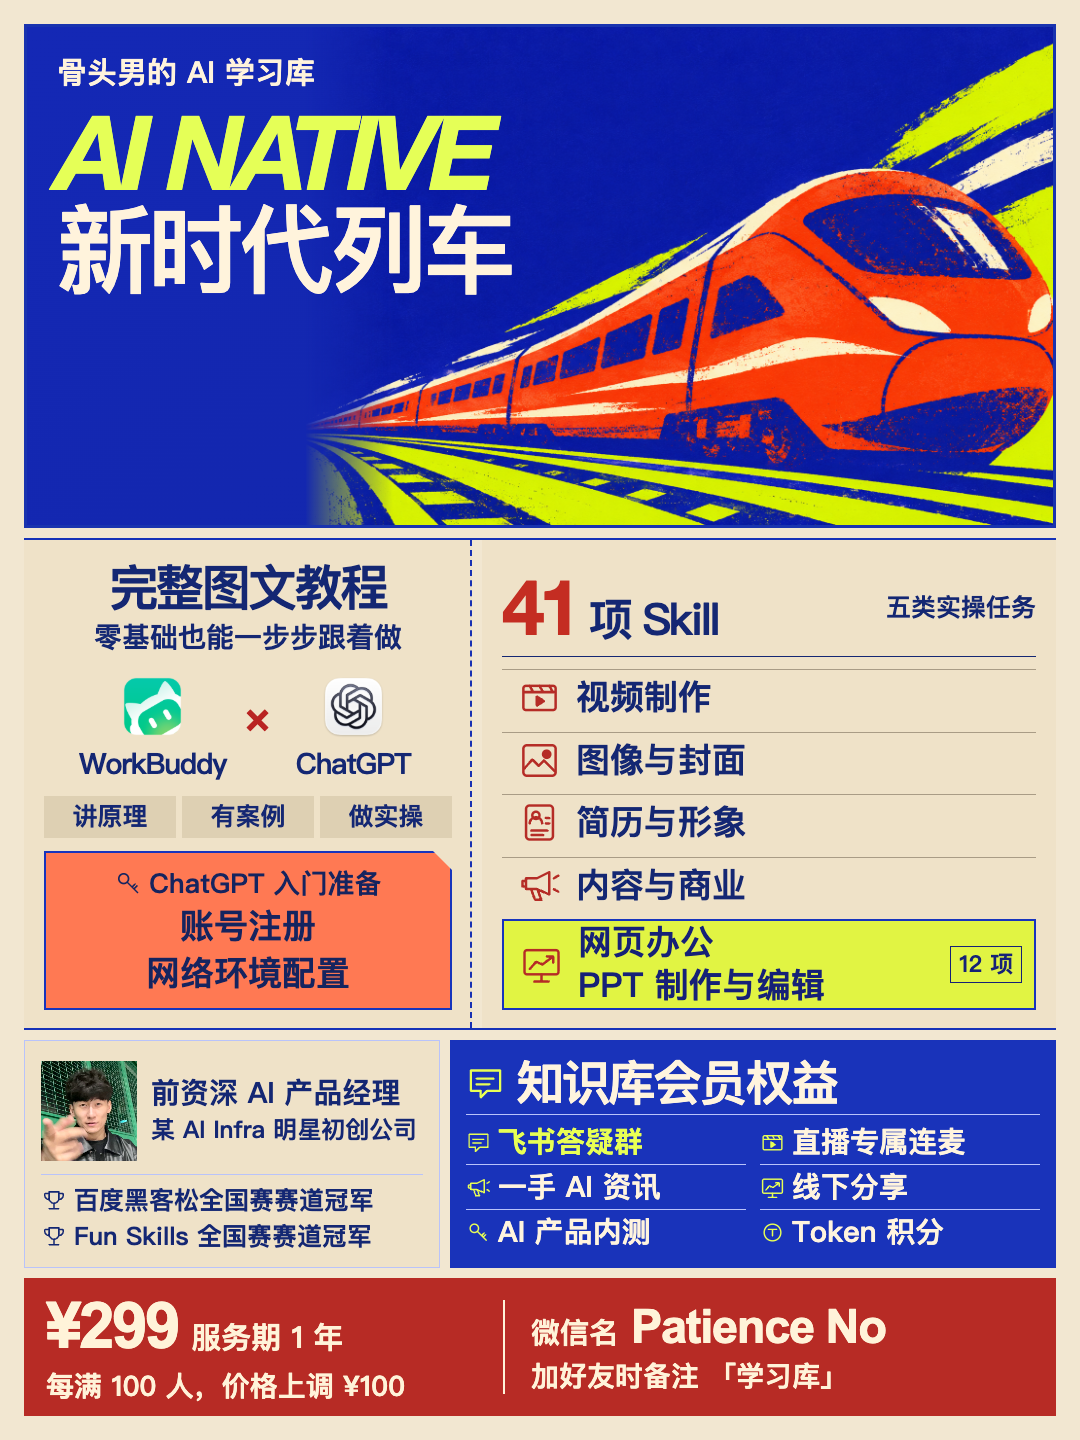 骨头男的 AI 学习库
AI NATIVE
新时代列车
完整图文教程
零基础也能一步步跟着做
×
WorkBuddy
ChatGPT
讲原理
有案例
做实操
ChatGPT 入门准备
账号注册
网络环境配置
41 项 Skill
五类实操任务
视频制作
图像与封面
简历与形象
内容与商业
网页办公
PPT 制作与编辑
12 项
前资深 AI 产品经理
某 AI Infra 明星初创公司
百度黑客松全国赛赛道冠军
Fun Skills 全国赛赛道冠军
知识库会员权益
飞书答疑群
直播专属连麦
一手 AI 资讯
线下分享
AI 产品内测
Token 积分
¥299 服务期 1 年
每满 100 人，价格上调 ¥100
微信名 Patience No
加好友时备注 「学习库」